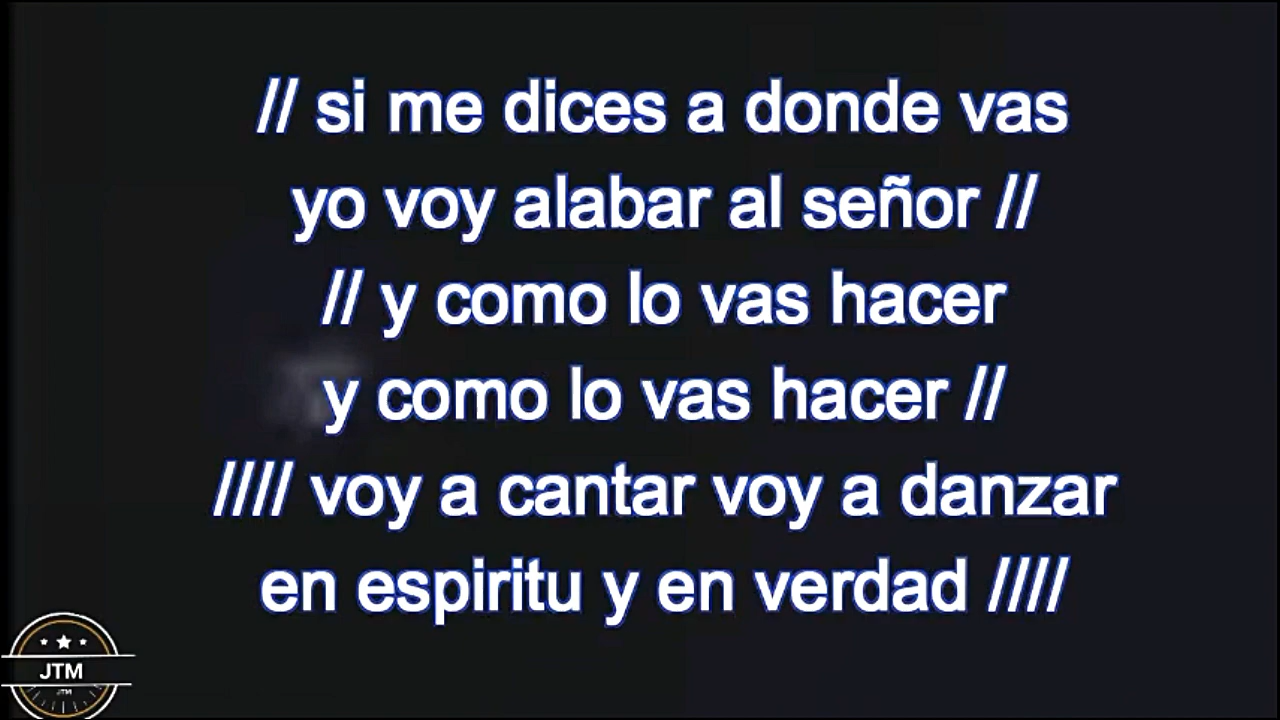 // si me dices a donde vas
yo voy alabar al señor //
// y como lo vas hacer
y como lo vas hacer //
//// voy a cantar voy a danzar
en espiritu y en verdad ////
JTM
JTM